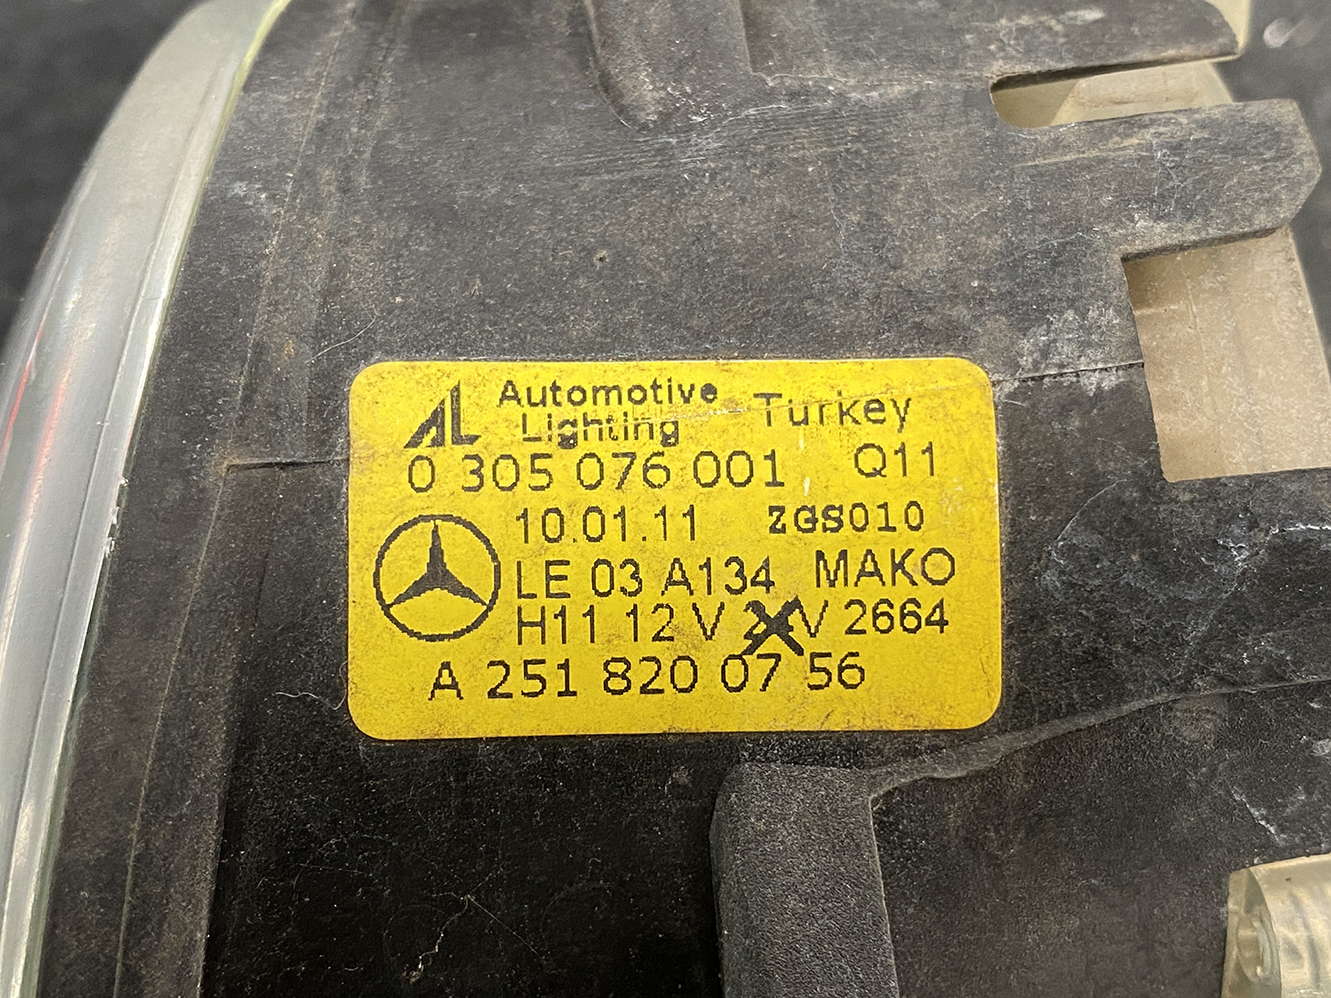 AL Automotive Lighting Turkey
0 305 076 001 Q11
10.01.11 ZGS010
LE 03 A134 MAKO
H11 12 V V 2664
A 251 820 07 56